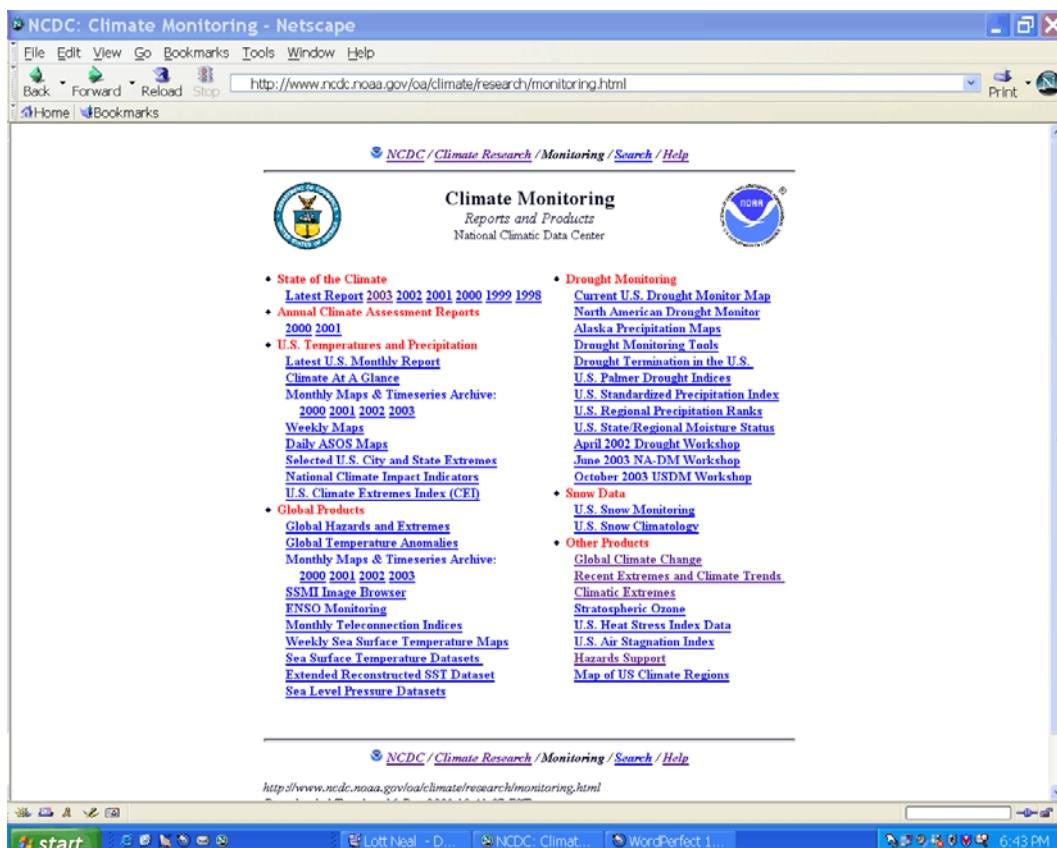 NCDC: Climate Monitoring - Netscape
File Edit View Go Bookmarks Tools Window Help
Back Forward Reload Stop http://www.ncdc.noaa.gov/oa/climate/research/monitoring.html Print
Home Bookmarks
NCDC / Climate Research / Monitoring / Search / Help
Climate Monitoring
Reports and Products
National Climatic Data Center
NOAA
State of the Climate
Latest Report 2003 2002 2001 2000 1999 1998
Annual Climate Assessment Reports
2000 2001
U.S. Temperatures and Precipitation
Latest U.S. Monthly Report
Climate At A Glance
Monthly Maps & Timeseries Archive:
2000 2001 2002 2003
Weekly Maps
Daily ASOS Maps
Selected U.S. City and State Extremes
National Climate Impact Indicators
U.S. Climate Extremes Index (CEI)
Global Products
Global Hazards and Extremes
Global Temperature Anomalies
Monthly Maps & Timeseries Archive:
2000 2001 2002 2003
SSMI Image Browser
ENSO Monitoring
Monthly Teleconnection Indices
Weekly Sea Surface Temperature Maps
Sea Surface Temperature Datasets
Extended Reconstructed SST Dataset
Sea Level Pressure Datasets
Drought Monitoring
Current U.S. Drought Monitor Map
North American Drought Monitor
Alaska Precipitation Maps
Drought Monitoring Tools
Drought Termination in the U.S.
U.S. Palmer Drought Indices
U.S. Standardized Precipitation Index
U.S. Regional Precipitation Ranks
U.S. State/Regional Moisture Status
April 2002 Drought Workshop
June 2003 NA-DM Workshop
October 2003 USDM Workshop
Snow Data
U.S. Snow Monitoring
U.S. Snow Climatology
Other Products
Global Climate Change
Recent Extremes and Climate Trends
Climatic Extremes
Stratospheric Ozone
U.S. Heat Stress Index Data
U.S. Air Stagnation Index
Hazards Support
Map of US Climate Regions
NCDC / Climate Research / Monitoring / Search / Help
http://www.ncdc.noaa.gov/oa/climate/research/monitoring.html
start Lott Neal - D... NCDC: Climat... WordPerfect 1... 6:43 PM